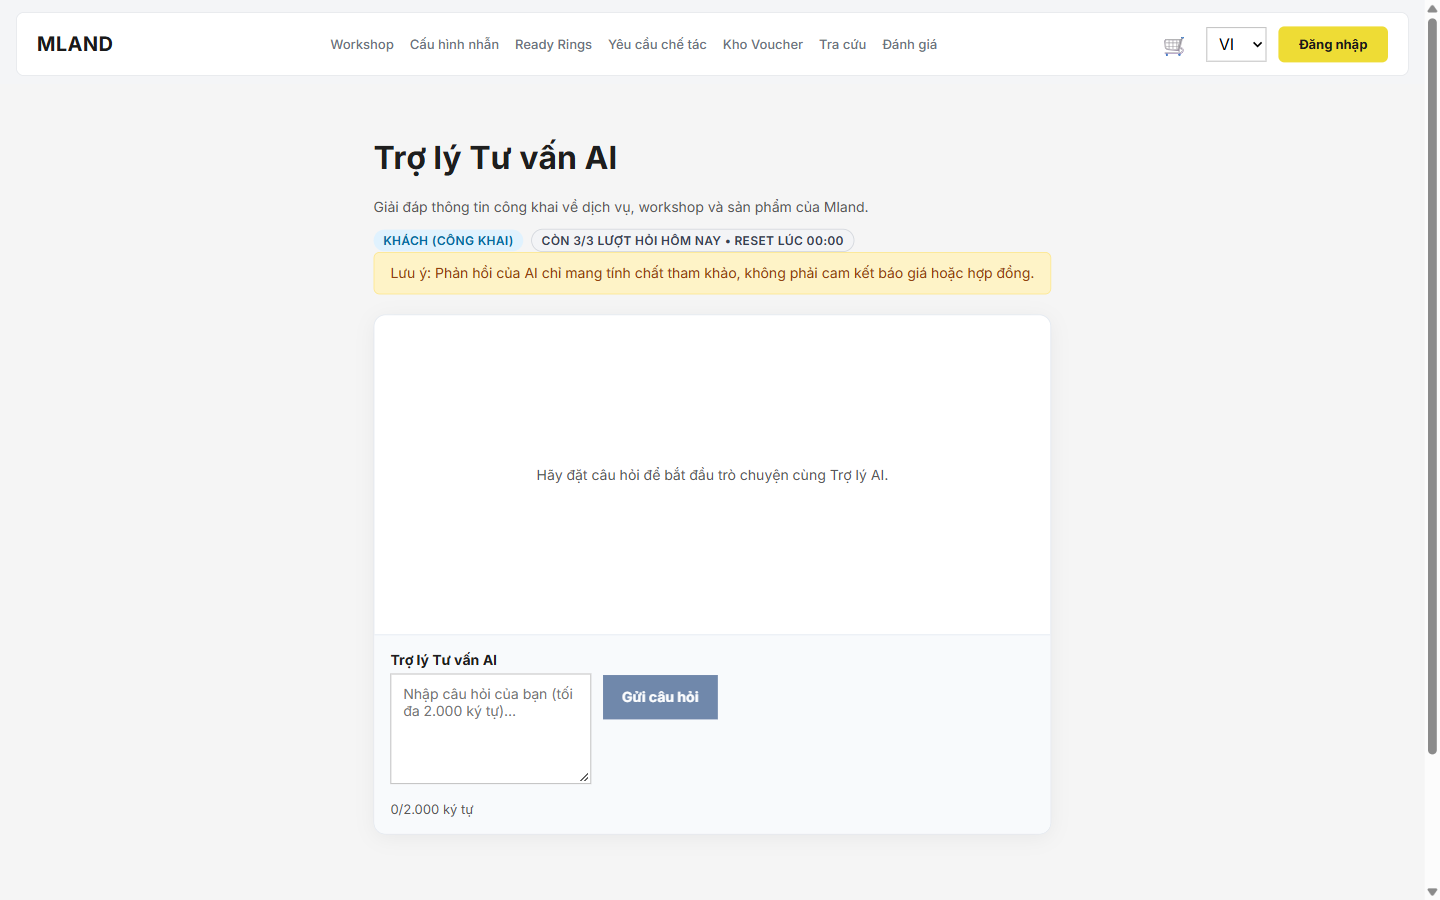 MLAND
Workshop
Cấu hình nhẫn
Ready Rings
Yêu cầu chế tác
Kho Voucher
Tra cứu
Đánh giá
VI
Đăng nhập
Trợ lý Tư vấn AI
Giải đáp thông tin công khai về dịch vụ, workshop và sản phẩm của Mland.
KHÁCH (CÔNG KHAI)
CÒN 3/3 LƯỢT HỎI HÔM NAY • RESET LÚC 00:00
Lưu ý: Phản hồi của AI chỉ mang tính chất tham khảo, không phải cam kết báo giá hoặc hợp đồng.
Hãy đặt câu hỏi để bắt đầu trò chuyện cùng Trợ lý AI.
Trợ lý Tư vấn AI
Nhập câu hỏi của bạn (tối
đa 2.000 ký tự)...
Gửi câu hỏi
0/2.000 ký tự